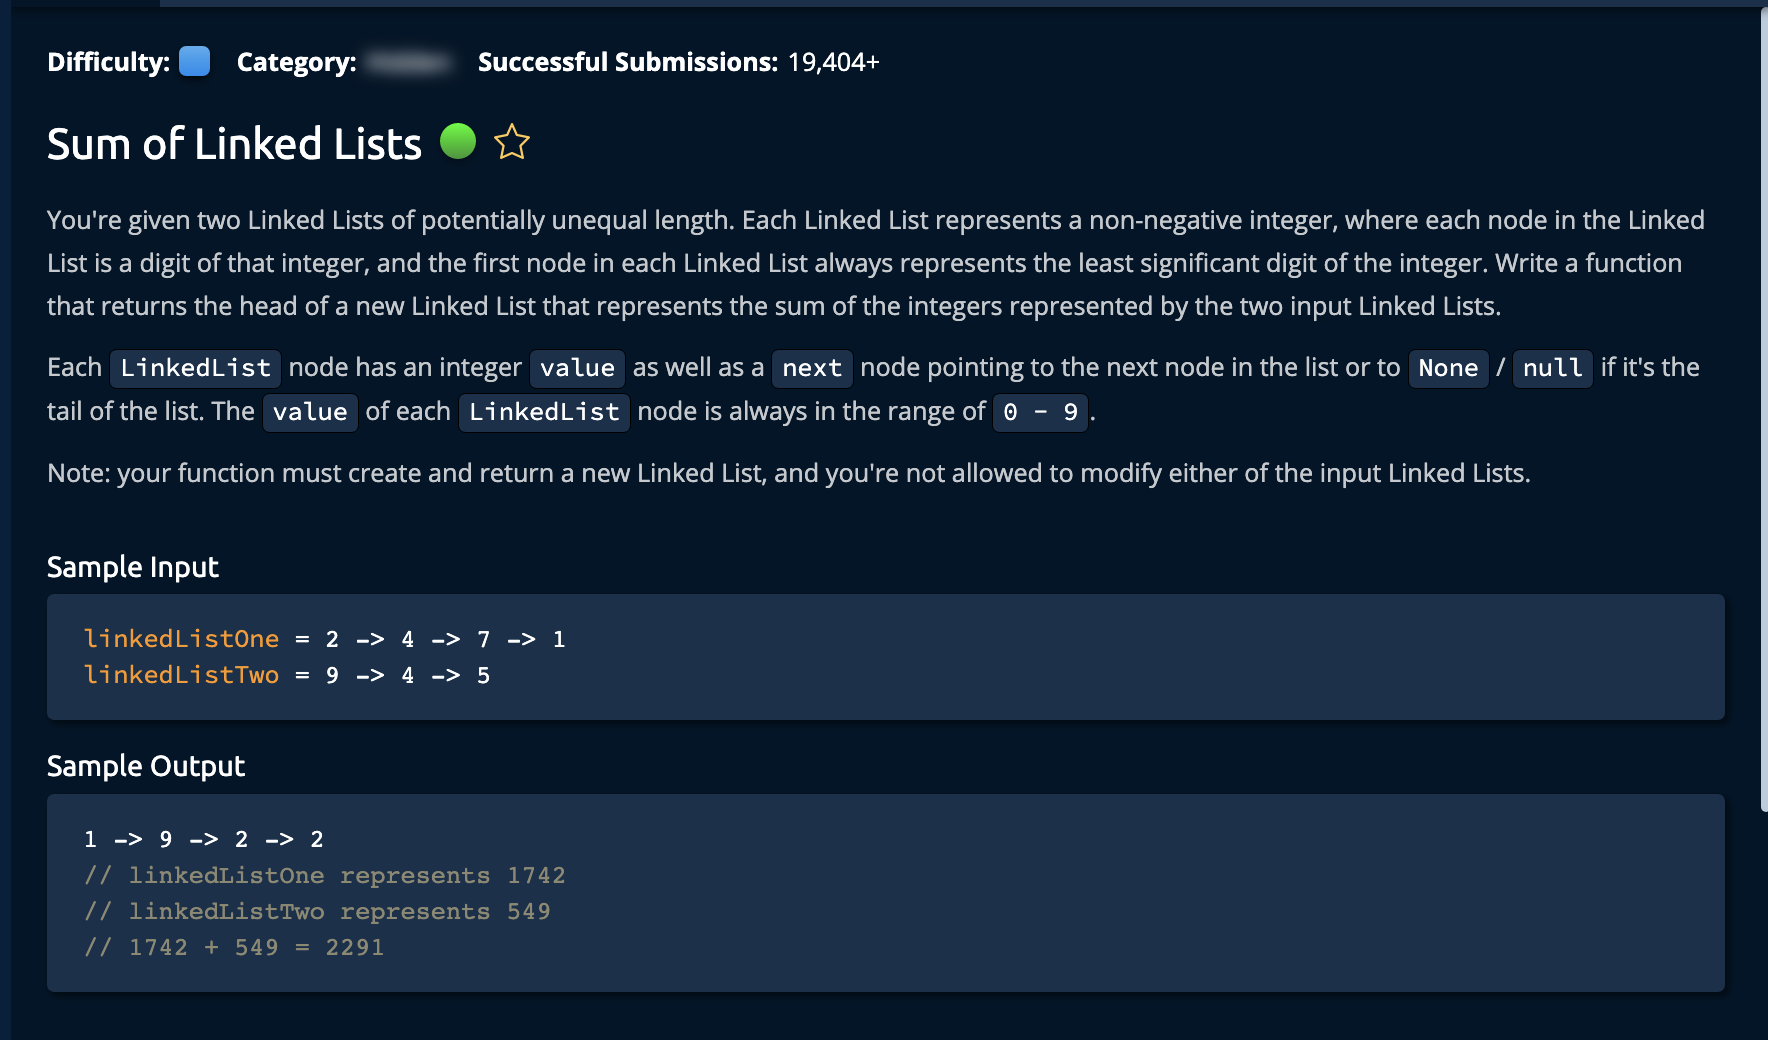 Difficulty: Category: Successful Submissions: 19,404+
Sum of Linked Lists
You're given two Linked Lists of potentially unequal length. Each Linked List represents a non-negative integer, where each node in the Linked
List is a digit of that integer, and the first node in each Linked List always represents the least significant digit of the integer. Write a function
that returns the head of a new Linked List that represents the sum of the integers represented by the two input Linked Lists.
Each LinkedList node has an integer value as well as a next node pointing to the next node in the list or to None / null if it's the
tail of the list. The value of each LinkedList node is always in the range of 0 - 9.
Note: your function must create and return a new Linked List, and you're not allowed to modify either of the input Linked Lists.
Sample Input
linkedListOne = 2 -> 4 -> 7 -> 1
linkedListTwo = 9 -> 4 -> 5
Sample Output
1 -> 9 -> 2 -> 2
// linkedListOne represents 1742
// linkedListTwo represents 549
// 1742 + 549 = 2291